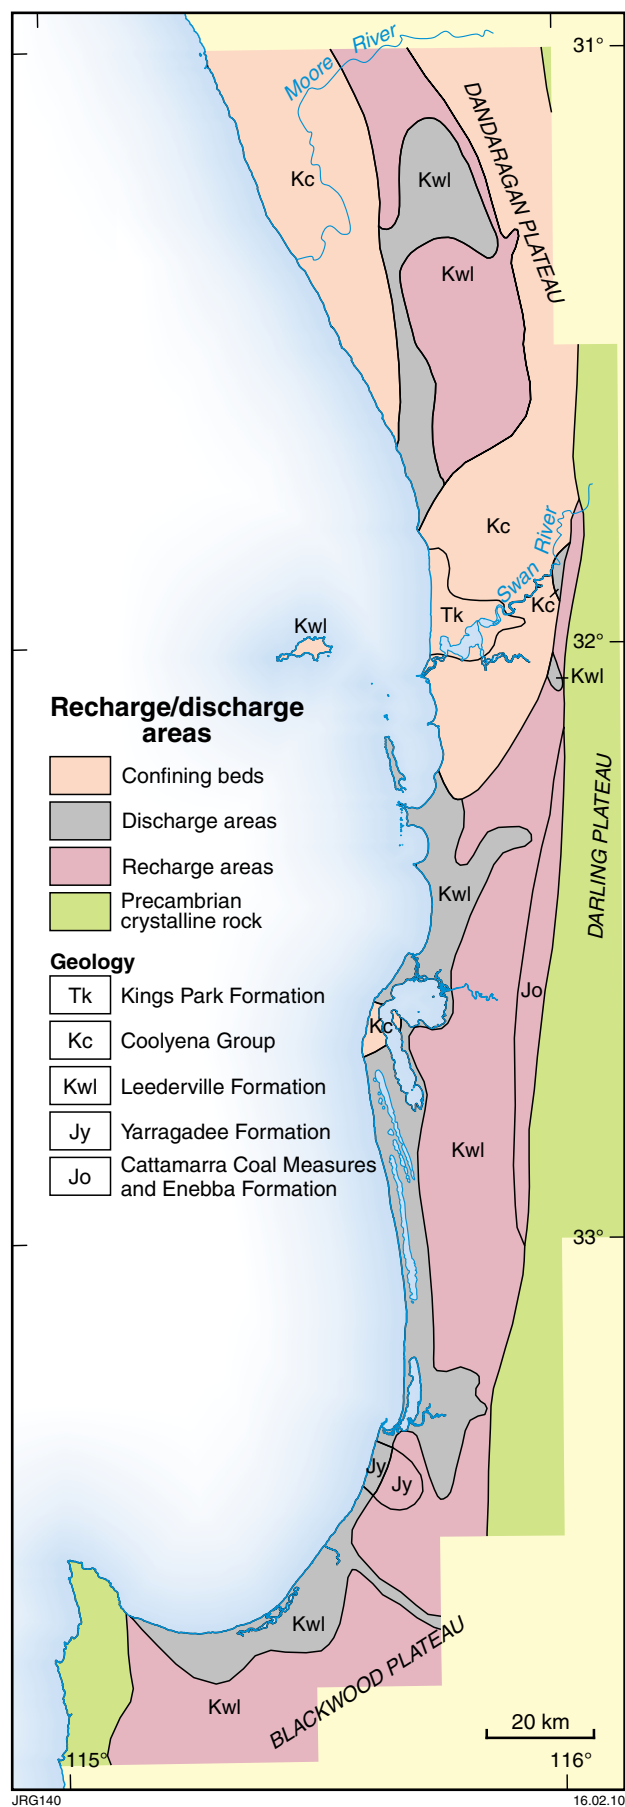 31°
Moore River
DANDARAGAN PLATEAU
Kc
Kwl
Kwl
Kc
Swan River
Kc
Tk
Kwl
32°
Kwl
Recharge/discharge
areas
Confining beds
Discharge areas
Recharge areas
Precambrian
crystalline rock
DARLING PLATEAU
Kwl
Geology
Tk Kings Park Formation
Kc Coolyena Group
Kwl Leederville Formation
Jy Yarragadee Formation
Jo Cattamarra Coal Measures
and Enebba Formation
Jo
Kc
Kwl
33°
Jy
Jy
Kwl
Kwl
BLACKWOOD PLATEAU
20 km
115°
116°
JRG140
16.02.10